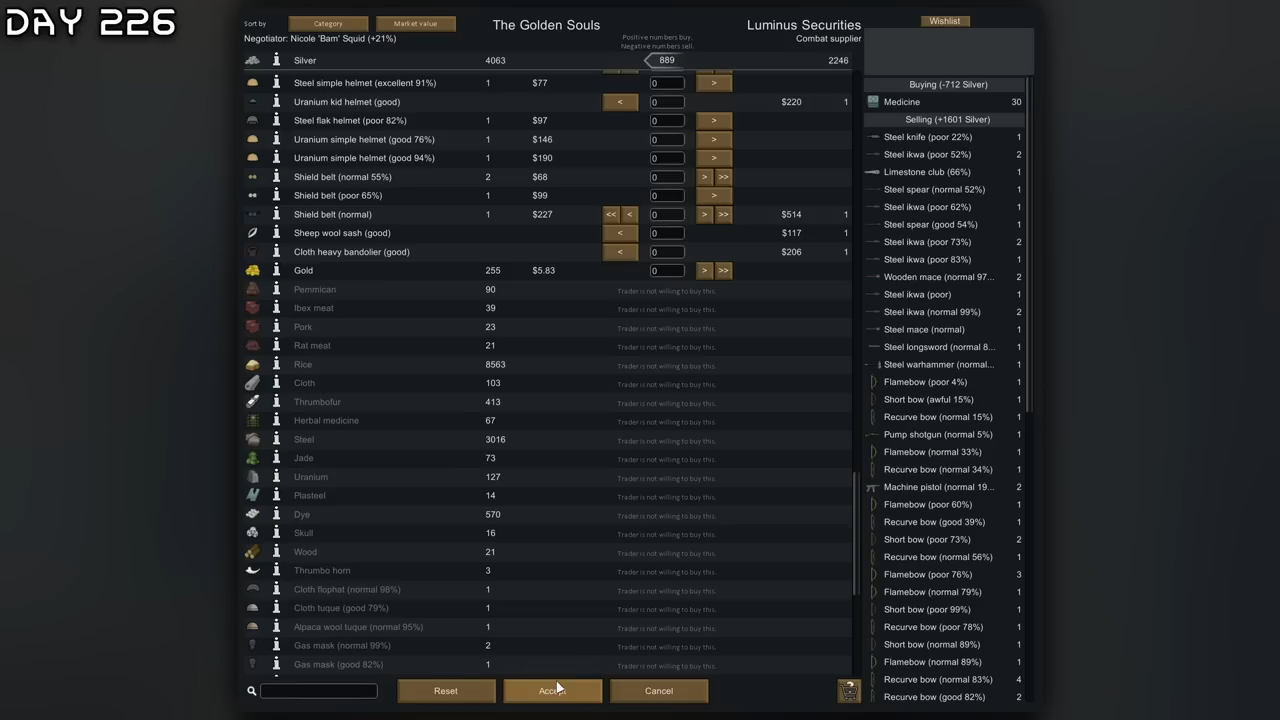 DAY 226
Sort by Category Market value The Golden Souls Luminus Securities Wishlist
Negotiator: Nicole 'Bam' Squid (+21%) Positive numbers buy. Negative numbers sell. Combat supplier
Silver 4063 889 2246
Steel simple helmet (excellent 91%) 1 $77 0 >
Uranium kid helmet (good) < 0 $220 1
Steel flak helmet (poor 82%) 1 $97 0 >
Uranium simple helmet (good 76%) 1 $146 0 >
Uranium simple helmet (good 94%) 1 $190 0 >
Shield belt (normal 55%) 2 $68 0 > >>
Shield belt (poor 65%) 1 $99 0 >
Shield belt (normal) 1 $227 << < 0 > >> $514 1
Sheep wool sash (good) < 0 $117 1
Cloth heavy bandolier (good) < 0 $206 1
Gold 255 $5.83 0 > >>
Pemmican 90 Trader is not willing to buy this.
Ibex meat 39 Trader is not willing to buy this.
Pork 23 Trader is not willing to buy this.
Rat meat 21 Trader is not willing to buy this.
Rice 8563 Trader is not willing to buy this.
Cloth 103 Trader is not willing to buy this.
Thrumbofur 413 Trader is not willing to buy this.
Herbal medicine 67 Trader is not willing to buy this.
Steel 3016 Trader is not willing to buy this.
Jade 73 Trader is not willing to buy this.
Uranium 127 Trader is not willing to buy this.
Plasteel 14 Trader is not willing to buy this.
Dye 570 Trader is not willing to buy this.
Skull 16 Trader is not willing to buy this.
Wood 21 Trader is not willing to buy this.
Thrumbo horn 3 Trader is not willing to buy this.
Cloth flophat (normal 98%) 1 Trader is not willing to buy this.
Cloth tuque (good 79%) 1 Trader is not willing to buy this.
Alpaca wool tuque (normal 95%) 1 Trader is not willing to buy this.
Gas mask (normal 99%) 2 Trader is not willing to buy this.
Gas mask (good 82%) 1 Trader is not willing to buy this.
Reset Cancel
Buying (-712 Silver)
Medicine 30
Selling (+1601 Silver)
Steel knife (poor 22%) 1
Steel ikwa (poor 52%) 2
Limestone club (66%) 1
Steel spear (normal 52%) 1
Steel ikwa (poor 62%) 1
Steel spear (good 54%) 1
Steel ikwa (poor 73%) 2
Steel ikwa (poor 83%) 1
Wooden mace (normal 97... 2
Steel ikwa (poor) 1
Steel ikwa (normal 99%) 2
Steel mace (normal) 1
Steel longsword (normal 8... 1
Steel warhammer (normal... 1
Flamebow (poor 4%) 1
Short bow (awful 15%) 1
Recurve bow (normal 15%) 1
Pump shotgun (normal 5%) 1
Flamebow (normal 33%) 1
Recurve bow (normal 34%) 1
Machine pistol (normal 19... 2
Flamebow (poor 60%) 1
Recurve bow (good 39%) 1
Short bow (poor 73%) 2
Recurve bow (normal 56%) 1
Flamebow (poor 76%) 3
Flamebow (normal 79%) 1
Short bow (poor 99%) 1
Recurve bow (poor 78%) 1
Short bow (normal 89%) 1
Flamebow (normal 89%) 1
Recurve bow (normal 83%) 4
Recurve bow (good 82%) 2